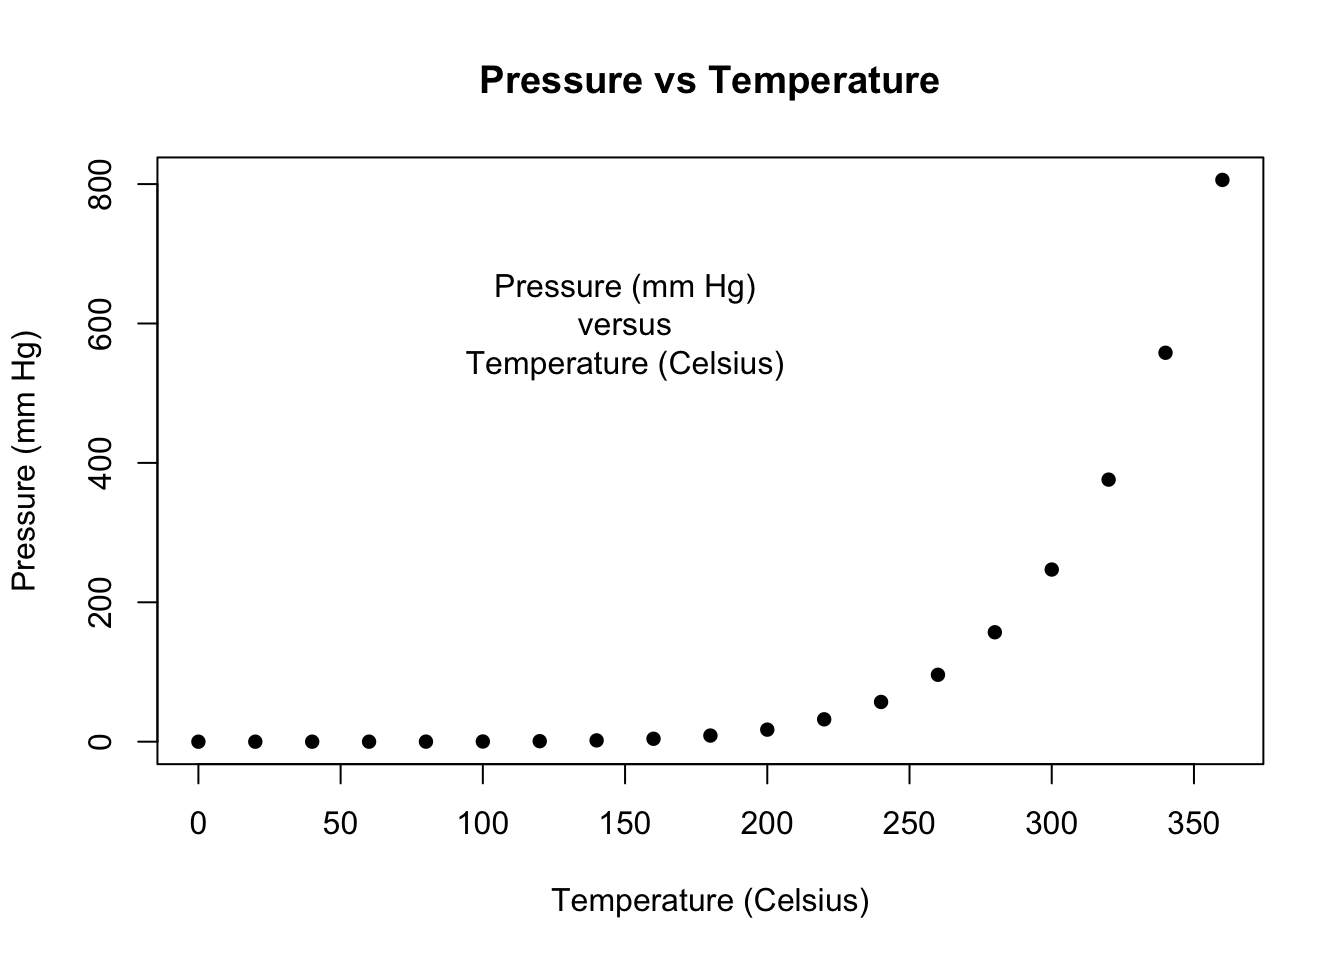 Pressure vs Temperature
Pressure (mm Hg)
800
600
400
200
0
Pressure (mm Hg)
versus
Temperature (Celsius)
0 50 100 150 200 250 300 350
Temperature (Celsius)